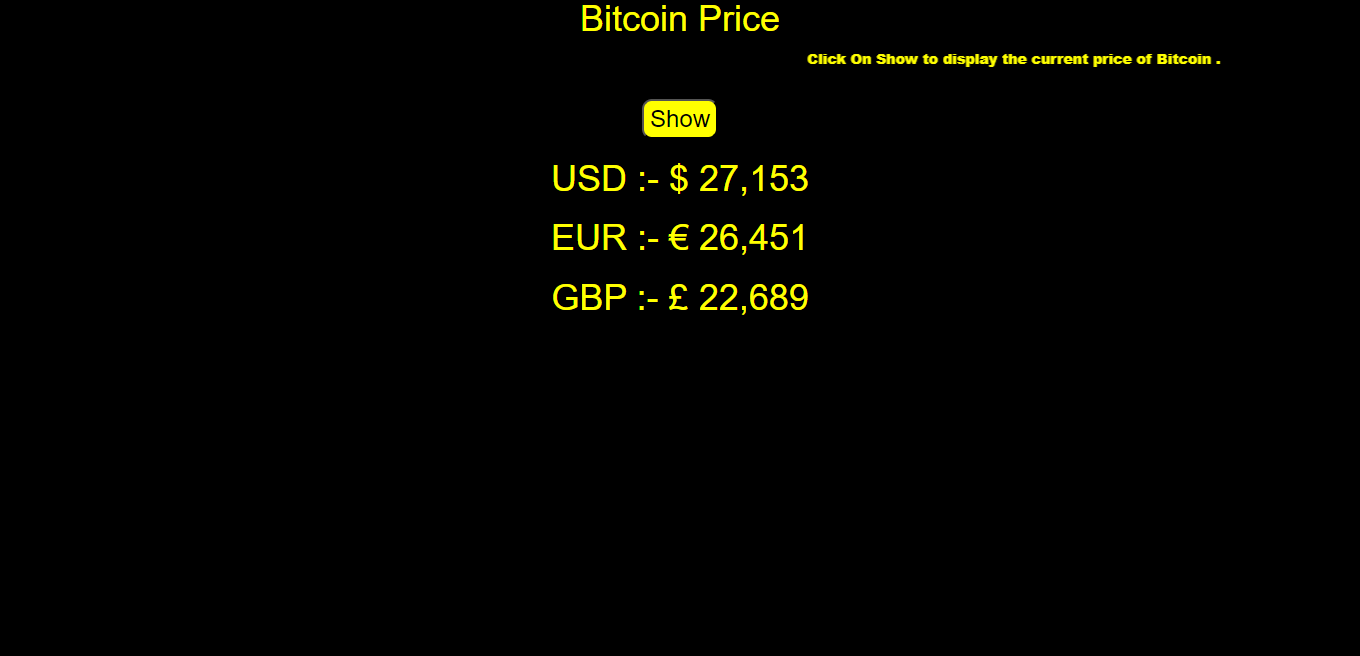 Bitcoin Price
Click On Show to display the current price of Bitcoin .
Show
USD :- $ 27,153
EUR :- € 26,451
GBP :- £ 22,689